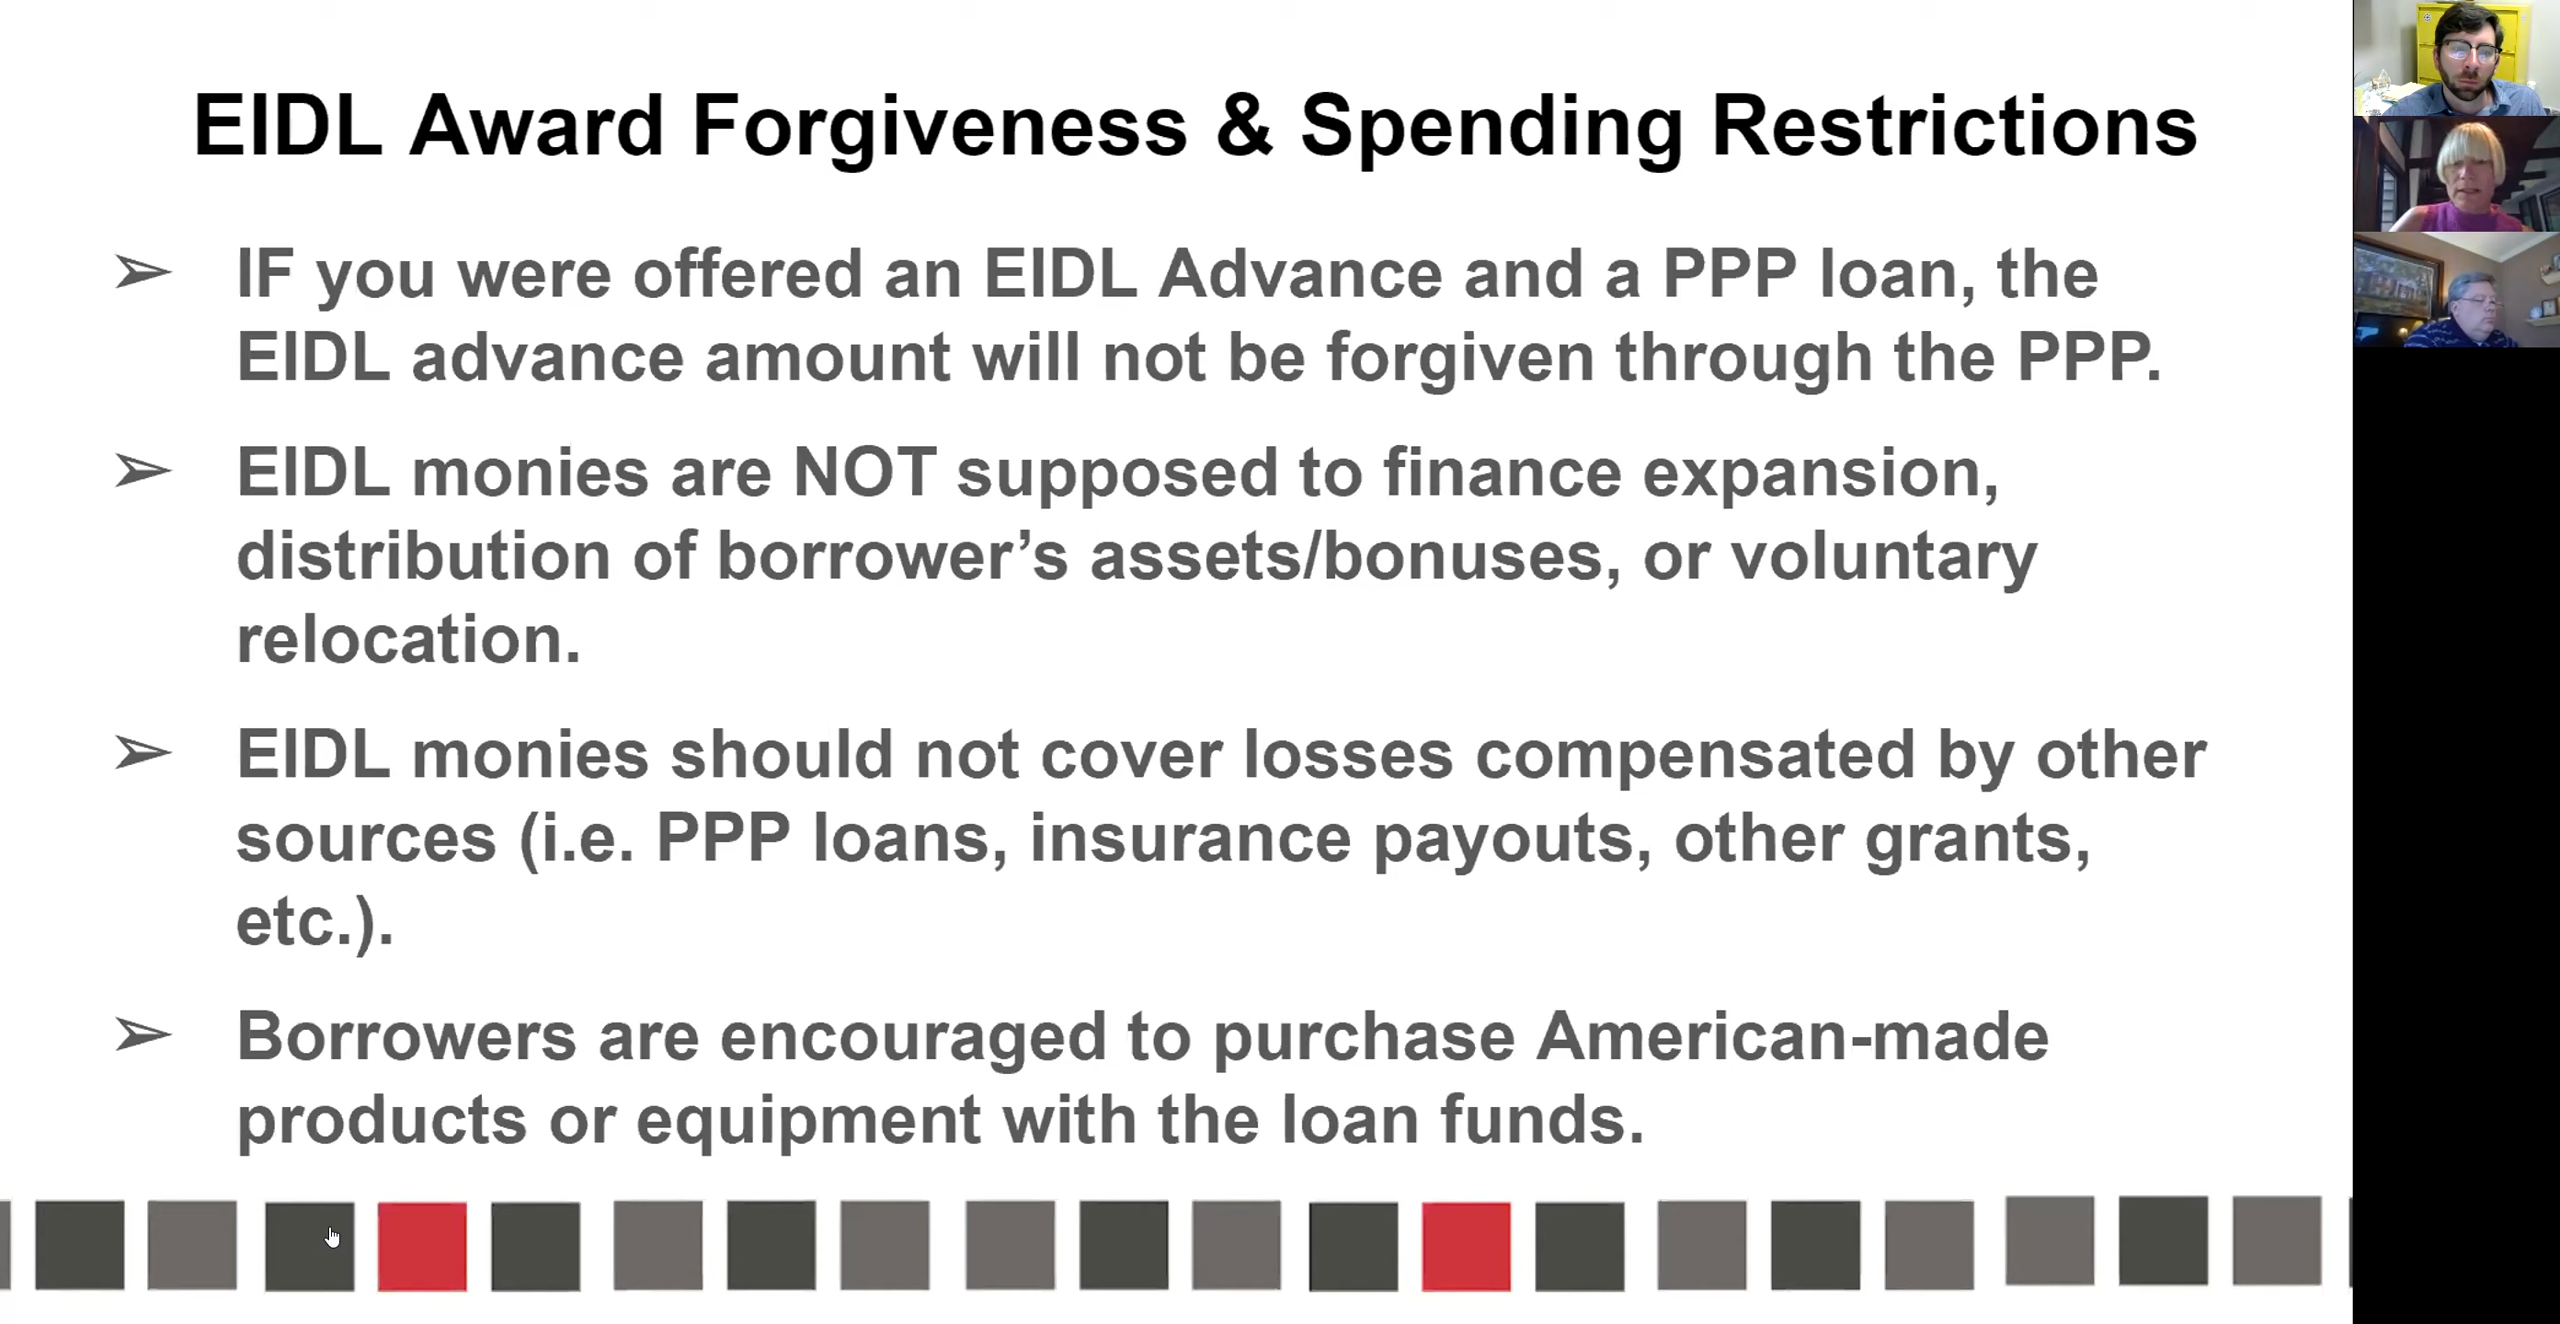 EIDL Award Forgiveness & Spending Restrictions
➢ IF you were offered an EIDL Advance and a PPP loan, the
EIDL advance amount will not be forgiven through the PPP.
➢ EIDL monies are NOT supposed to finance expansion,
distribution of borrower’s assets/bonuses, or voluntary
relocation.
➢ EIDL monies should not cover losses compensated by other
sources (i.e. PPP loans, insurance payouts, other grants,
etc.).
➢ Borrowers are encouraged to purchase American-made
products or equipment with the loan funds.